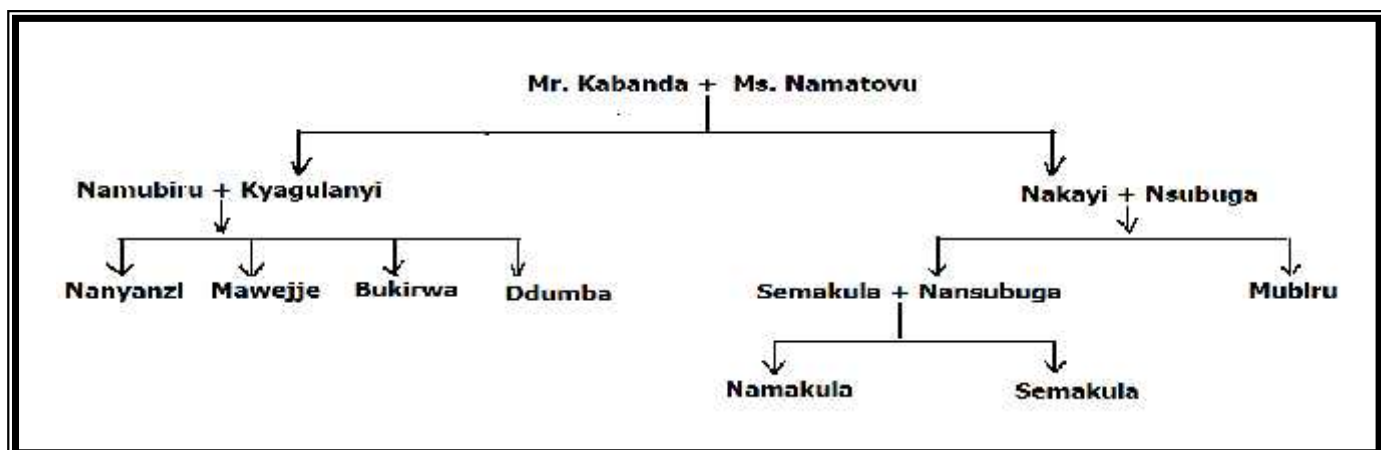 Mr. Kabanda + Ms. Namatovu
Namubiru + Kyagulanyi
Nakayi + Nsubuga
Nanyanzi Mawejje Bukirwa Ddumba
Semakula + Nansubuga
Mubiru
Namakula
Semakula